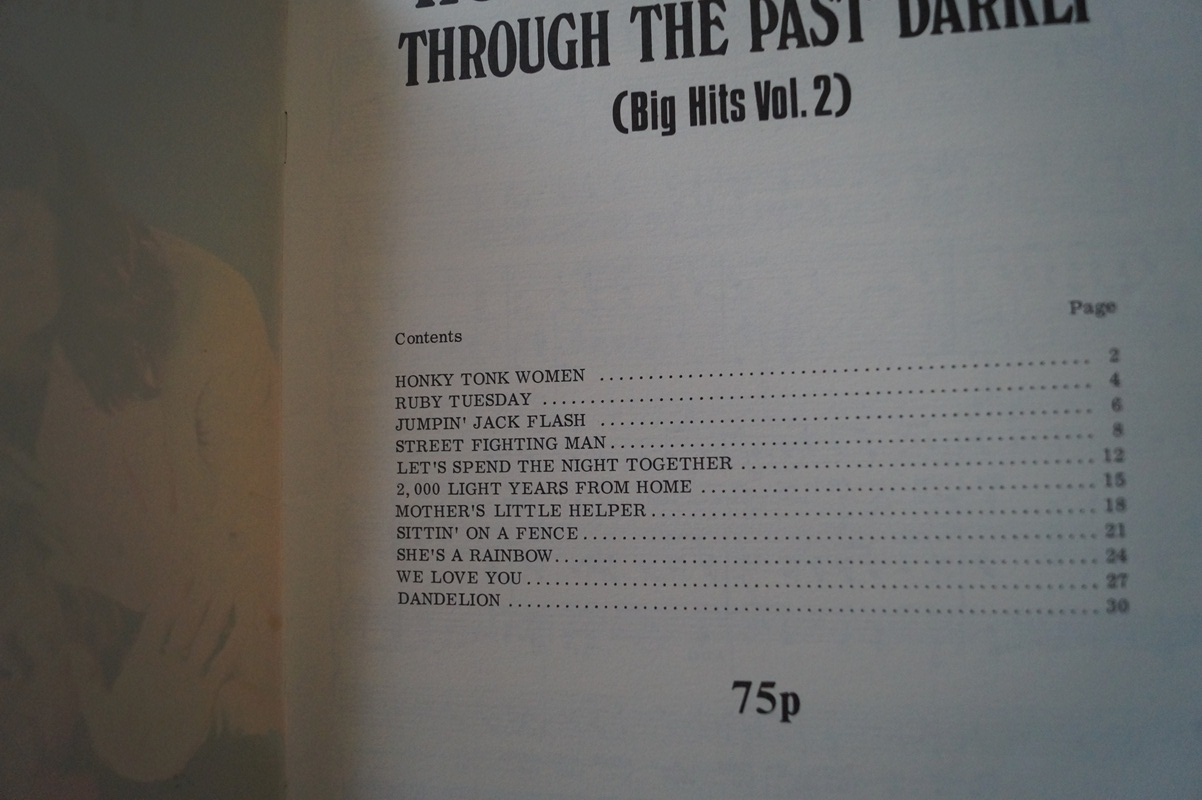 THROUGH THE PAST DARKLY
(Big Hits Vol. 2)
Page
Contents
HONKY TONK WOMEN ........ 2
RUBY TUESDAY ........ 4
JUMPIN' JACK FLASH ........ 6
STREET FIGHTING MAN ........ 8
LET'S SPEND THE NIGHT TOGETHER ........ 12
2,000 LIGHT YEARS FROM HOME ........ 15
MOTHER'S LITTLE HELPER ........ 18
SITTIN' ON A FENCE ........ 21
SHE'S A RAINBOW ........ 24
WE LOVE YOU ........ 27
DANDELION ........ 30
75p